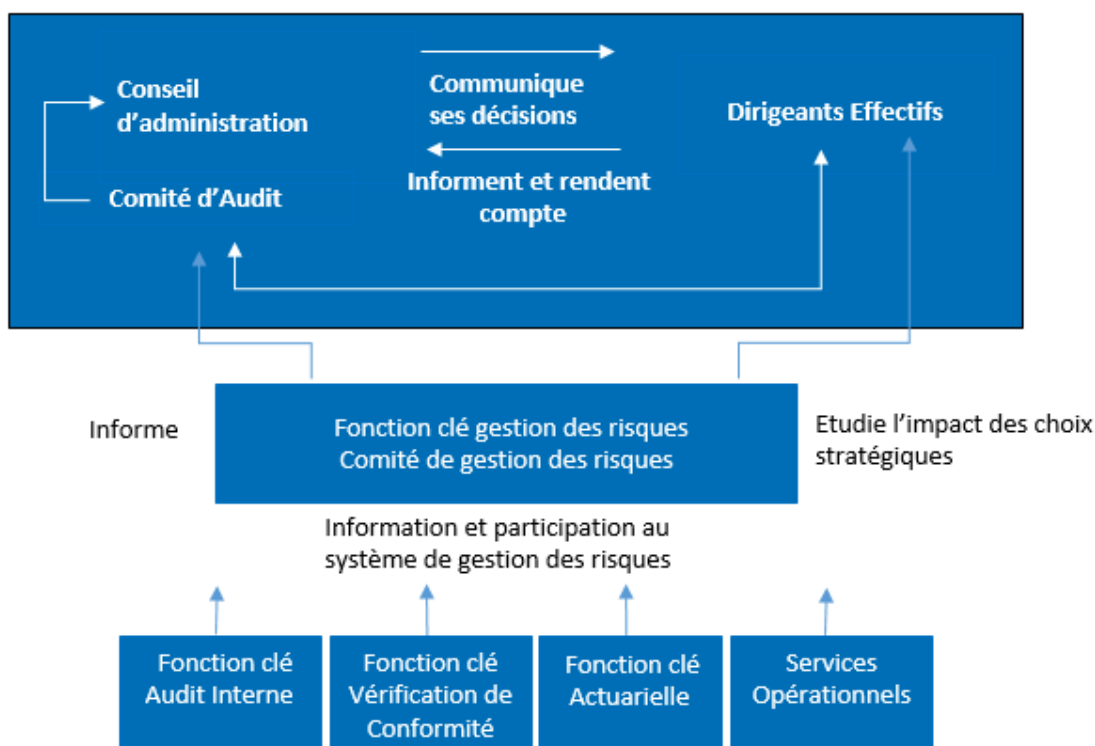 Conseil
d'administration
Communique
ses décisions
Dirigeants Effectifs
Informent et rendent
compte
Comité d'Audit
Informe
Fonction clé gestion des risques
Comité de gestion des risques
Etudie l'impact des choix
stratégiques
Information et participation au
système de gestion des risques
Fonction clé
Audit Interne
Fonction clé
Vérification de
Conformité
Fonction clé
Actuarielle
Services
Opérationnels